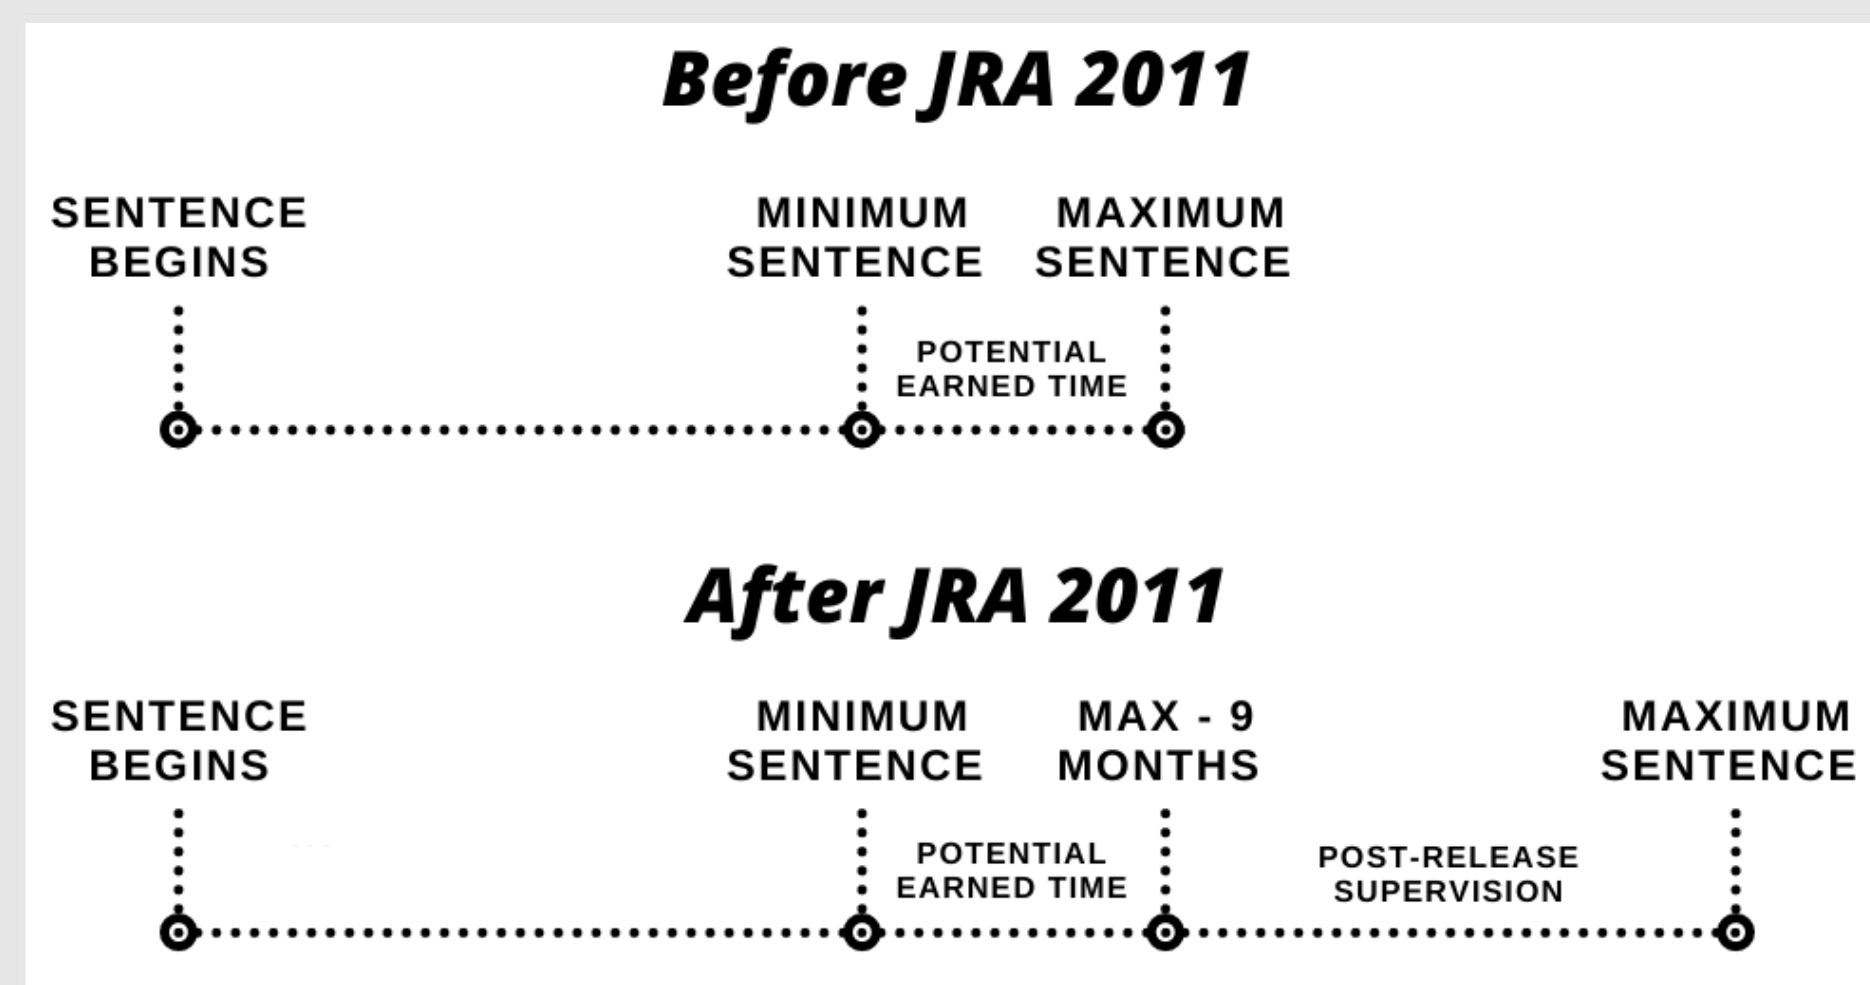 Before JRA 2011
SENTENCE
BEGINS
MINIMUM
SENTENCE
MAXIMUM
SENTENCE
POTENTIAL
EARNED TIME
After JRA 2011
SENTENCE
BEGINS
MINIMUM
SENTENCE
MAX - 9
MONTHS
MAXIMUM
SENTENCE
POTENTIAL
EARNED TIME
POST-RELEASE
SUPERVISION